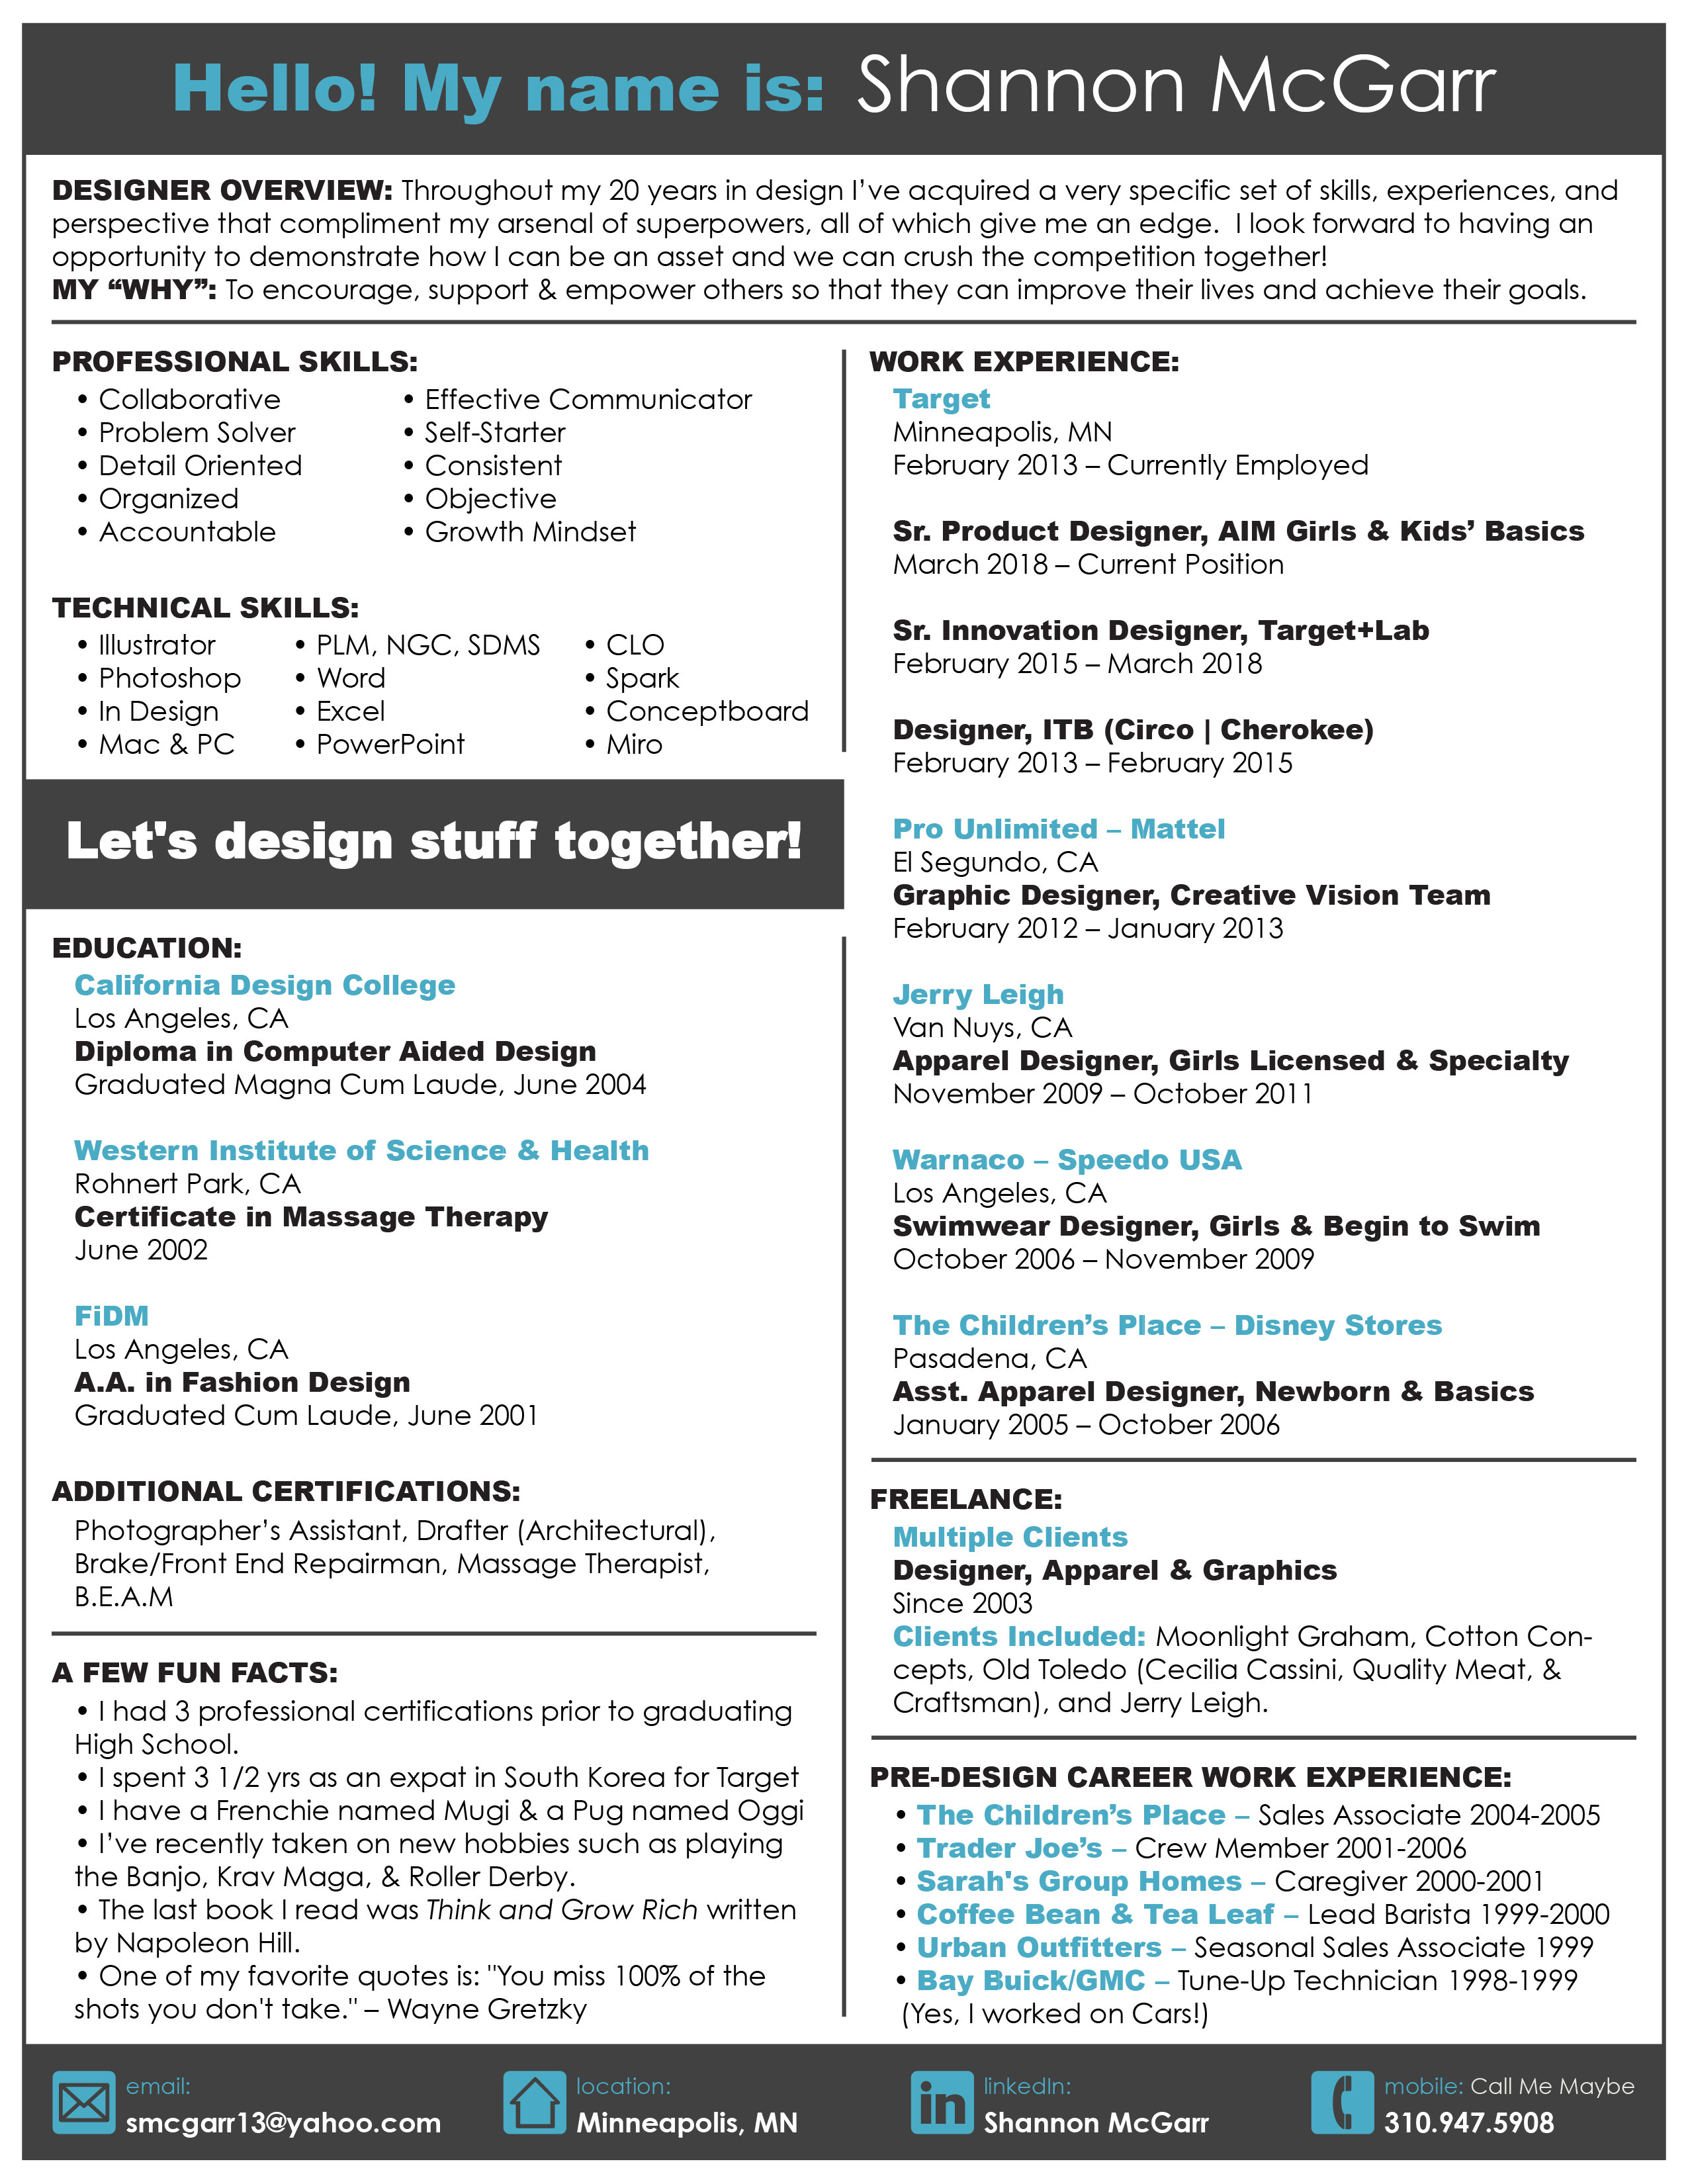 Hello! My name is: Shannon McGarr
DESIGNER OVERVIEW: Throughout my 20 years in design I’ve acquired a very specific set of skills, experiences, and
perspective that compliment my arsenal of superpowers, all of which give me an edge.  I look forward to having an
opportunity to demonstrate how I can be an asset and we can crush the competition together!
MY “WHY”: To encourage, support & empower others so that they can improve their lives and achieve their goals.
PROFESSIONAL SKILLS:
• Collaborative
• Problem Solver
• Detail Oriented
• Organized
• Accountable
• Effective Communicator
• Self-Starter
• Consistent
• Objective
• Growth Mindset
TECHNICAL SKILLS:
• Illustrator
• Photoshop
• In Design
• Mac & PC
• PLM, NGC, SDMS
• Word
• Excel
• PowerPoint
• CLO
• Spark
• Conceptboard
• Miro
Let's design stuff together!
EDUCATION:
California Design College
Los Angeles, CA
Diploma in Computer Aided Design
Graduated Magna Cum Laude, June 2004
Western Institute of Science & Health
Rohnert Park, CA
Certificate in Massage Therapy
June 2002
FiDM
Los Angeles, CA
A.A. in Fashion Design
Graduated Cum Laude, June 2001
ADDITIONAL CERTIFICATIONS:
Photographer’s Assistant, Drafter (Architectural),
Brake/Front End Repairman, Massage Therapist,
B.E.A.M
A FEW FUN FACTS:
• I had 3 professional certifications prior to graduating
High School.
• I spent 3 1/2 yrs as an expat in South Korea for Target
• I have a Frenchie named Mugi & a Pug named Oggi
• I’ve recently taken on new hobbies such as playing
the Banjo, Krav Maga, & Roller Derby.
• The last book I read was Think and Grow Rich written
by Napoleon Hill.
• One of my favorite quotes is: "You miss 100% of the
shots you don't take." – Wayne Gretzky
WORK EXPERIENCE:
Target
Minneapolis, MN
February 2013 – Currently Employed
Sr. Product Designer, AIM Girls & Kids’ Basics
March 2018 – Current Position
Sr. Innovation Designer, Target+Lab
February 2015 – March 2018
Designer, ITB (Circo | Cherokee)
February 2013 – February 2015
Pro Unlimited – Mattel
El Segundo, CA
Graphic Designer, Creative Vision Team
February 2012 – January 2013
Jerry Leigh
Van Nuys, CA
Apparel Designer, Girls Licensed & Specialty
November 2009 – October 2011
Warnaco – Speedo USA
Los Angeles, CA
Swimwear Designer, Girls & Begin to Swim
October 2006 – November 2009
The Children’s Place – Disney Stores
Pasadena, CA
Asst. Apparel Designer, Newborn & Basics
January 2005 – October 2006
FREELANCE:
Multiple Clients
Designer, Apparel & Graphics
Since 2003
Clients Included: Moonlight Graham, Cotton Con-
cepts, Old Toledo (Cecilia Cassini, Quality Meat, &
Craftsman), and Jerry Leigh.
PRE-DESIGN CAREER WORK EXPERIENCE:
• The Children’s Place – Sales Associate 2004-2005
• Trader Joe’s – Crew Member 2001-2006
• Sarah's Group Homes – Caregiver 2000-2001
• Coffee Bean & Tea Leaf – Lead Barista 1999-2000
• Urban Outfitters – Seasonal Sales Associate 1999
• Bay Buick/GMC – Tune-Up Technician 1998-1999
(Yes, I worked on Cars!)
email:
smcgarr13@yahoo.com
location:
Minneapolis, MN
in
linkedIn:
Shannon McGarr
mobile: Call Me Maybe
310.947.5908